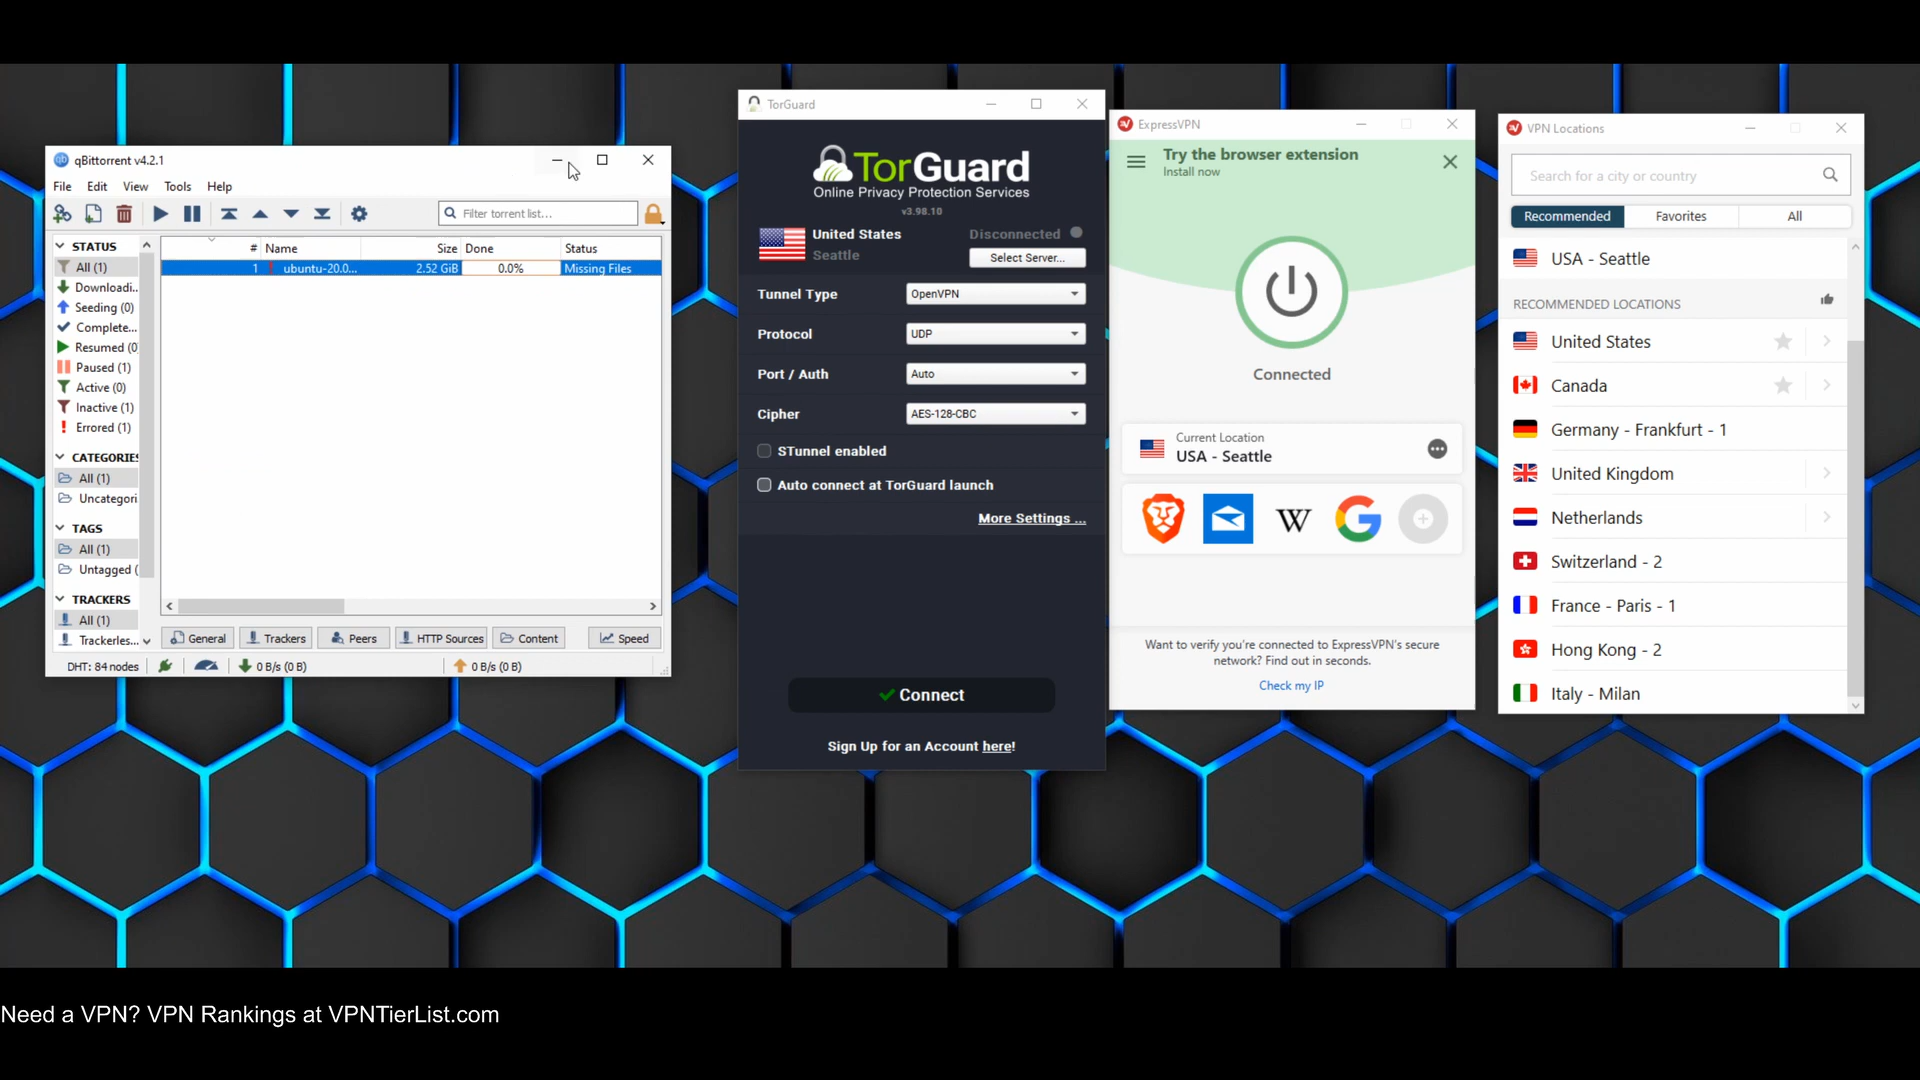 qBittorrent v4.2.1
File Edit View Tools Help
Filter torrent list...
STATUS
All (1)
Downloadi...
Seeding (0)
Complete...
Resumed (0
Paused (1)
Active (0)
Inactive (1)
Errored (1)
CATEGORIES
All (1)
Uncategori
TAGS
All (1)
Untagged (
TRACKERS
All (1)
Trackerles...
# Name Size Done Status
1 ubuntu-20.0... 2.52 GiB 0.0% Missing Files
General Trackers Peers HTTP Sources Content Speed
DHT: 84 nodes 0 B/s (0 B) 0 B/s (0 B)
TorGuard
TorGuard
Online Privacy Protection Services
v3.98.10
United States Disconnected
Seattle Select Server...
Tunnel Type OpenVPN
Protocol UDP
Port / Auth Auto
Cipher AES-128-CBC
STunnel enabled
Auto connect at TorGuard launch
More Settings ...
Connect
Sign Up for an Account here!
ExpressVPN
Try the browser extension
Install now
Connected
Current Location
USA - Seattle
W G
Want to verify you're connected to ExpressVPN's secure
network? Find out in seconds.
Check my IP
VPN Locations
Search for a city or country
Recommended Favorites All
USA - Seattle
RECOMMENDED LOCATIONS
United States
Canada
Germany - Frankfurt - 1
United Kingdom
Netherlands
Switzerland - 2
France - Paris - 1
Hong Kong - 2
Italy - Milan
Need a VPN? VPN Rankings at VPNTierList.com